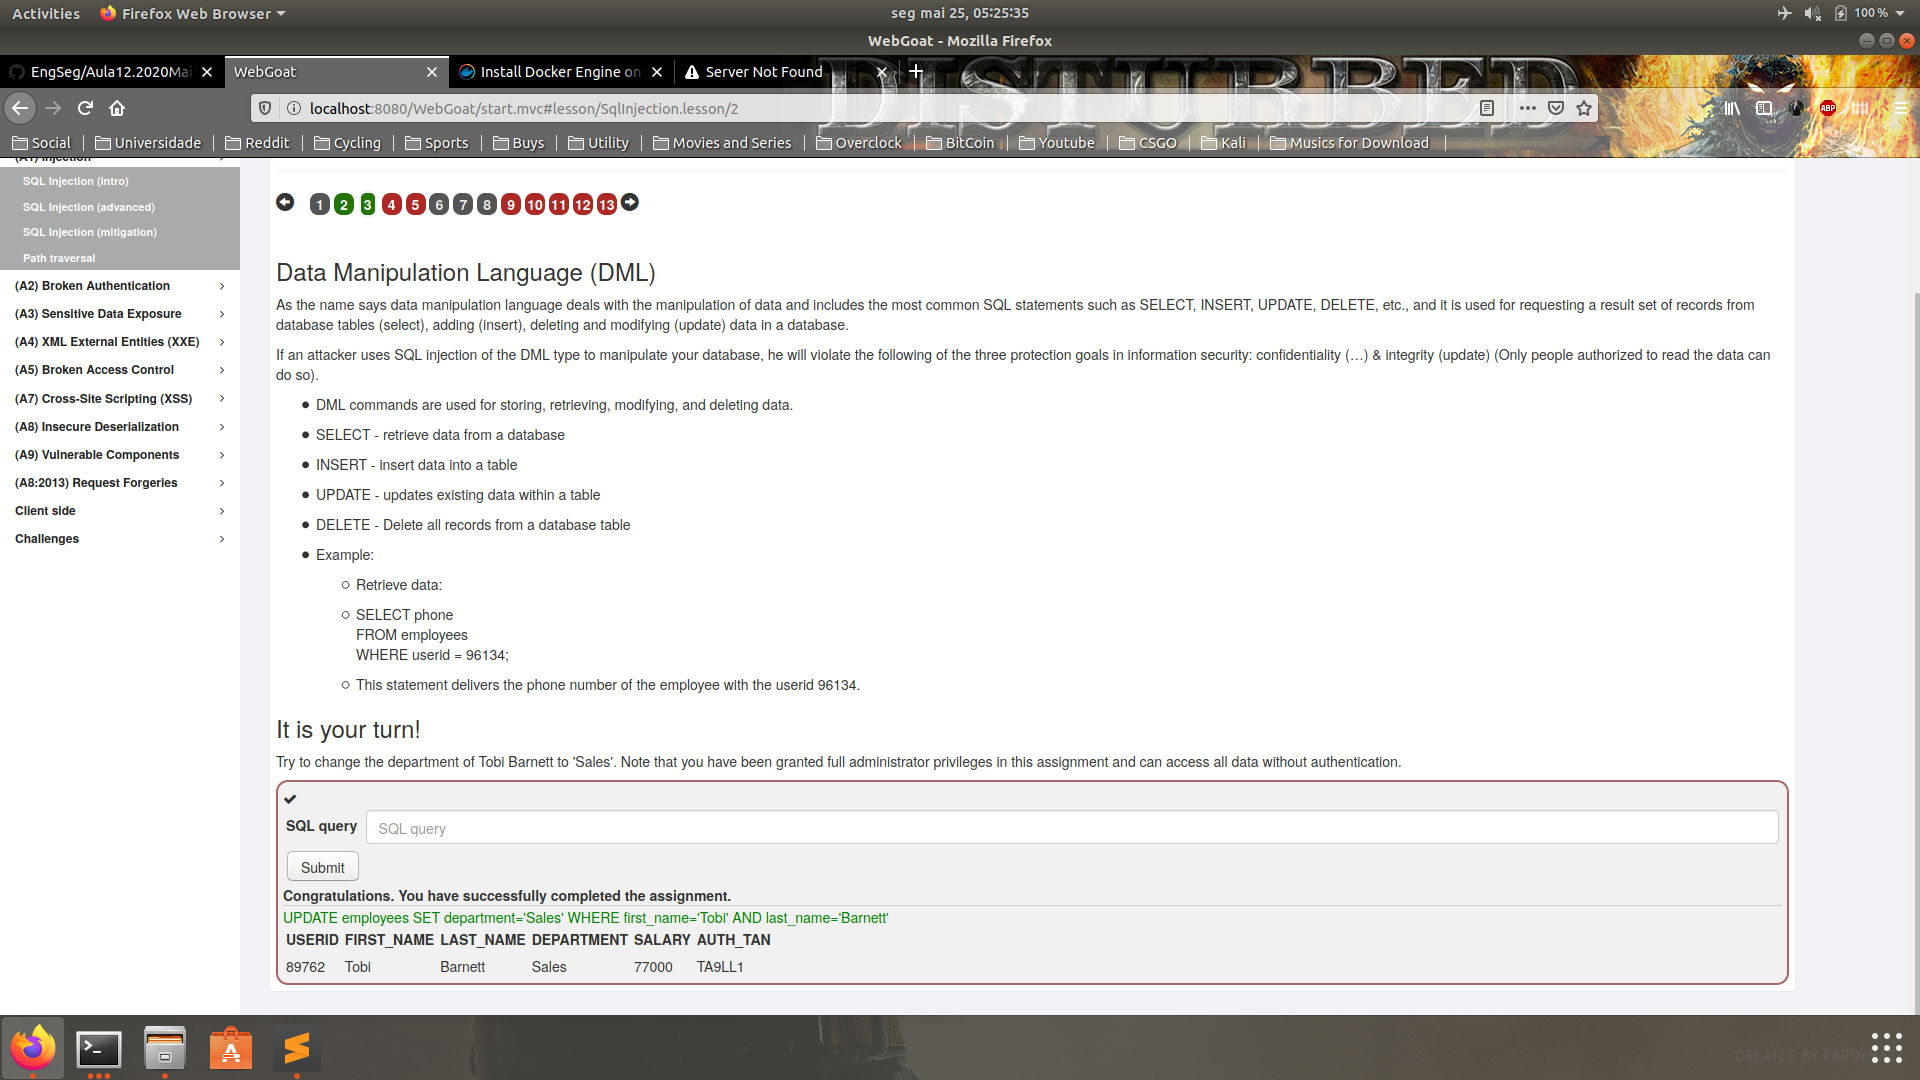 Activities Firefox Web Browser seg mai 25, 05:25:35 100 %
WebGoat - Mozilla Firefox
EngSeg/Aula12.2020Mai WebGoat Install Docker Engine on Server Not Found
DISTURBED
localhost:8080/WebGoat/start.mvc#lesson/SqlInjection.lesson/2 ABP
Social Universidade Reddit Cycling Sports Buys Utility Movies and Series Overclock BitCoin Youtube CSGO Kali Musics for Download
(A1) Injection
SQL Injection (intro)
SQL Injection (advanced)
SQL Injection (mitigation)
Path traversal
(A2) Broken Authentication
(A3) Sensitive Data Exposure
(A4) XML External Entities (XXE)
(A5) Broken Access Control
(A7) Cross-Site Scripting (XSS)
(A8) Insecure Deserialization
(A9) Vulnerable Components
(A8:2013) Request Forgeries
Client side
Challenges
1 2 3 4 5 6 7 8 9 10 11 12 13
Data Manipulation Language (DML)
As the name says data manipulation language deals with the manipulation of data and includes the most common SQL statements such as SELECT, INSERT, UPDATE, DELETE, etc., and it is used for requesting a result set of records from
database tables (select), adding (insert), deleting and modifying (update) data in a database.
If an attacker uses SQL injection of the DML type to manipulate your database, he will violate the following of the three protection goals in information security: confidentiality (…) & integrity (update) (Only people authorized to read the data can
do so).
DML commands are used for storing, retrieving, modifying, and deleting data.
SELECT - retrieve data from a database
INSERT - insert data into a table
UPDATE - updates existing data within a table
DELETE - Delete all records from a database table
Example:
Retrieve data:
SELECT phone
FROM employees
WHERE userid = 96134;
This statement delivers the phone number of the employee with the userid 96134.
It is your turn!
Try to change the department of Tobi Barnett to 'Sales'. Note that you have been granted full administrator privileges in this assignment and can access all data without authentication.
SQL query SQL query
Submit
Congratulations. You have successfully completed the assignment.
UPDATE employees SET department='Sales' WHERE first_name='Tobi' AND last_name='Barnett'
USERID FIRST_NAME LAST_NAME DEPARTMENT SALARY AUTH_TAN
89762 Tobi Barnett Sales 77000 TA9LL1
CREATED BY